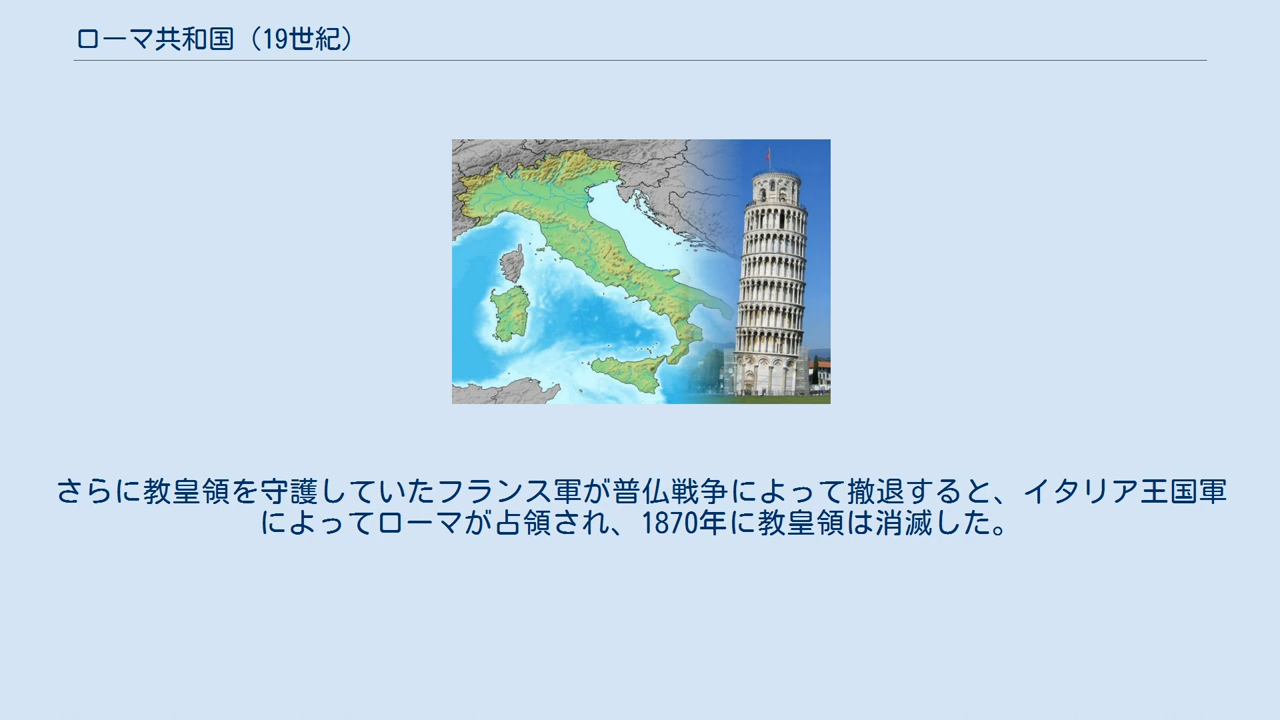 ローマ共和国（19世紀）
さらに教皇領を守護していたフランス軍が普仏戦争によって撤退すると、イタリア王国軍
によってローマが占領され、1870年に教皇領は消滅した。